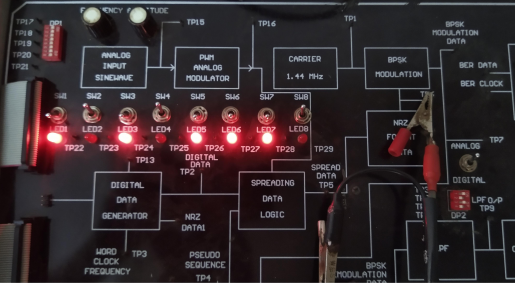 FREQUENCY AMPLITUDE
TP17
DP1
TP18
TP19
TP20
TP21
TP15
TP16
TP1
BPSK
MODULATION
DATA
ANALOG
INPUT
SINEWAVE
PWM
ANALOG
MODULATOR
CARRIER
1.44 MHz
BPSK
MODULATION
BER DATA
BER CLOCK
SW1
SW2
SW3
SW4
SW5
SW6
SW7
SW8
LED1
LED2
LED3
LED4
LED5
LED6
LED7
LED8
TP22
TP23
TP24
TP25
TP26
TP27
TP28
TP29
TP13
DIGITAL
DATA
TP2
SPREAD
DATA
TP5
NRZ
ANALOG
TP7
DIGITAL
DIGITAL
DATA
GENERATOR
SPREADING
DATA
LOGIC
NRZ
DATA1
LPF O/P
TP9
DP2
WORD
CLOCK
FREQUENCY
TP3
PSEUDO
SEQUENCE
TP4
BPSK
DATA